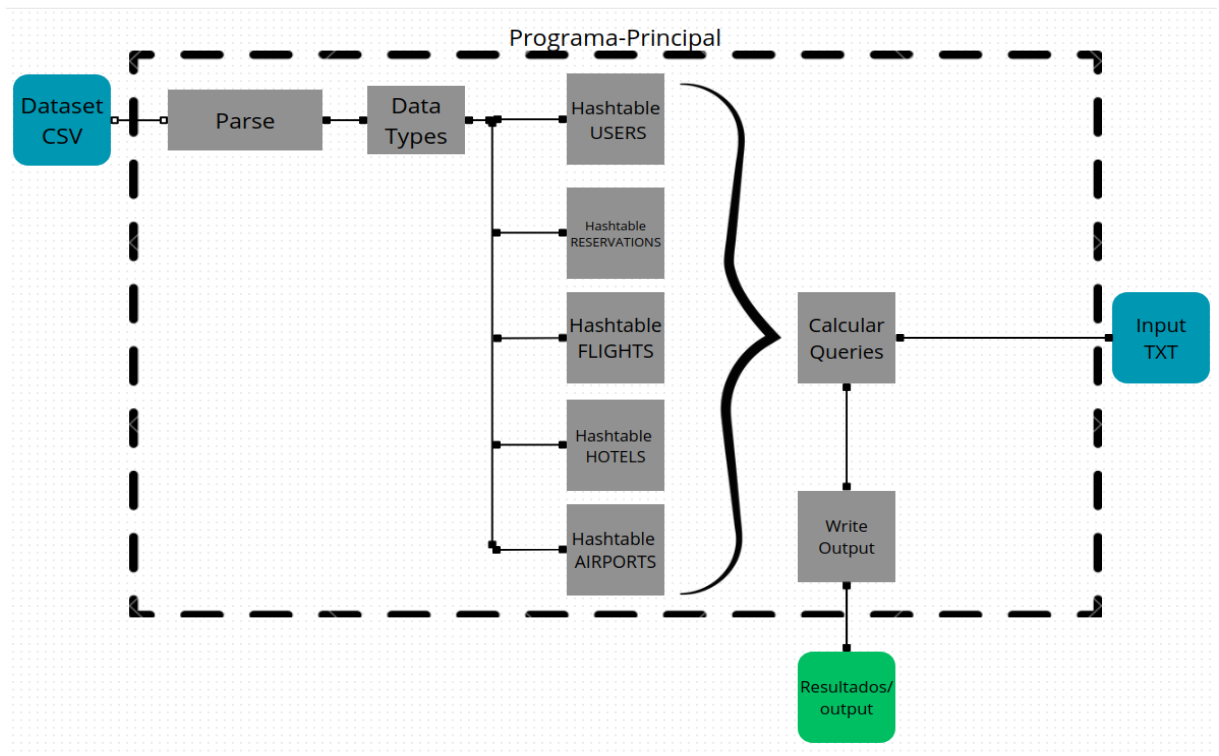 Programa-Principal
Dataset
CSV
Parse
Data
Types
Hashtable
USERS
Hashtable
RESERVATIONS
Hashtable
FLIGHTS
Hashtable
HOTELS
Hashtable
AIRPORTS
Calcular
Queries
Input
TXT
Write
Output
Resultados/
output